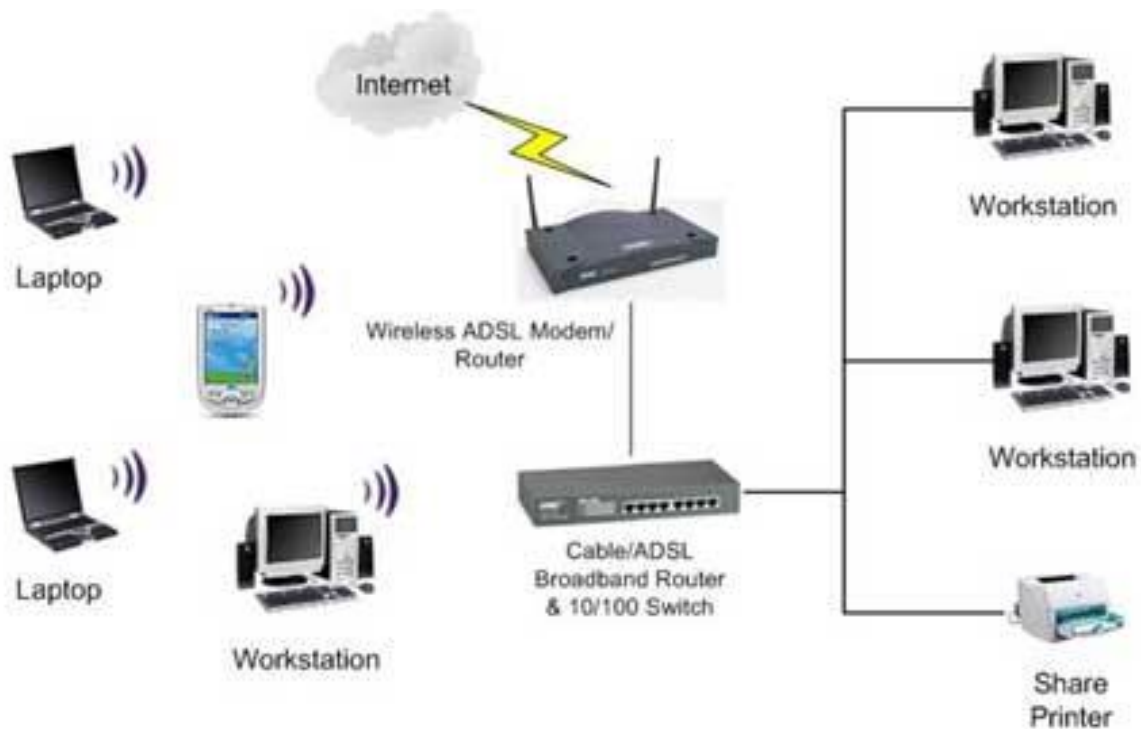 Internet
Workstation
Laptop
Wireless ADSL Modem/
Router
Workstation
Cable/ADSL
Broadband Router
& 10/100 Switch
Laptop
Workstation
Share
Printer